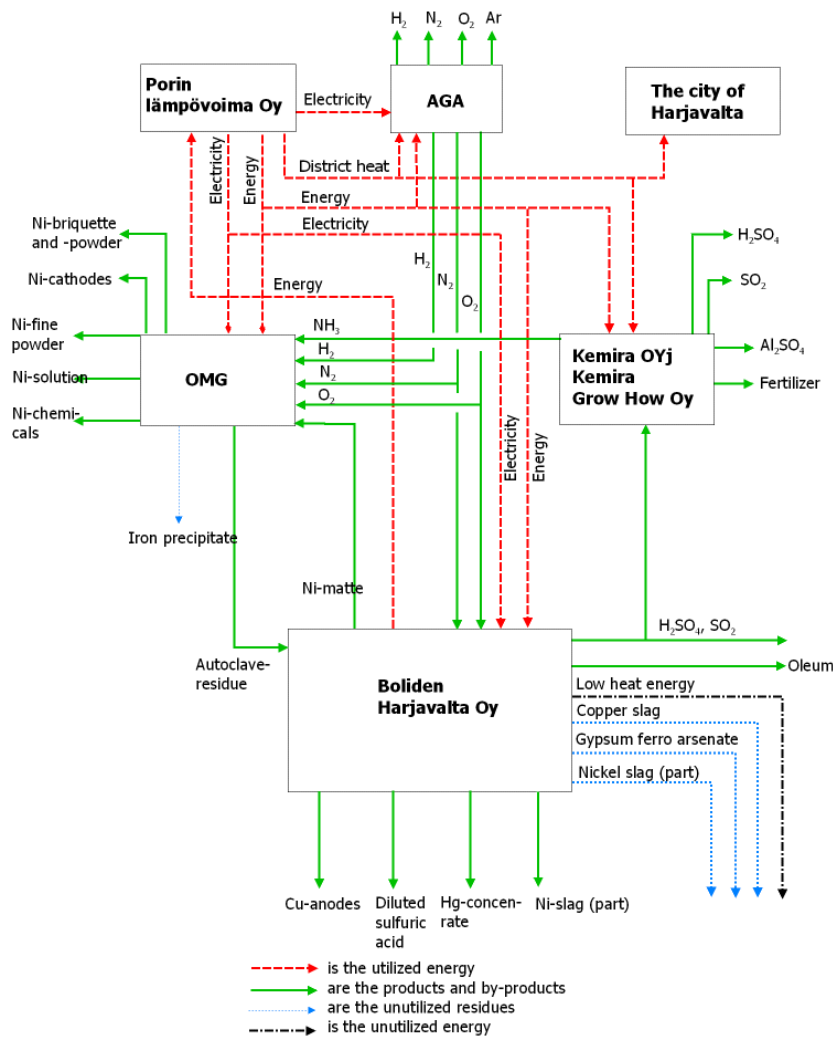 H2
N2
O2
Ar
Porin
lämpövoima Oy
Electricity
AGA
The city of
Harjavalta
Electricity
Energy
District heat
Energy
Electricity
Ni-briquette
and -powder
H2SO4
H2
N2
O2
Ni-cathodes
Energy
SO2
Ni-fine
powder
NH3
H2
N2
O2
OMG
Kemira OYj
Kemira
Grow How Oy
Al2SO4
Ni-solution
Fertilizer
Ni-chemi-
cals
Electricity
Energy
Iron precipitate
Ni-matte
H2SO4, SO2
Autoclave-
residue
Oleum
Boliden
Harjavalta Oy
Low heat energy
Copper slag
Gypsum ferro arsenate
Nickel slag (part)
Cu-anodes
Diluted
sulfuric
acid
Hg-concen-
rate
Ni-slag (part)
is the utilized energy
are the products and by-products
are the unutilized residues
is the unutilized energy